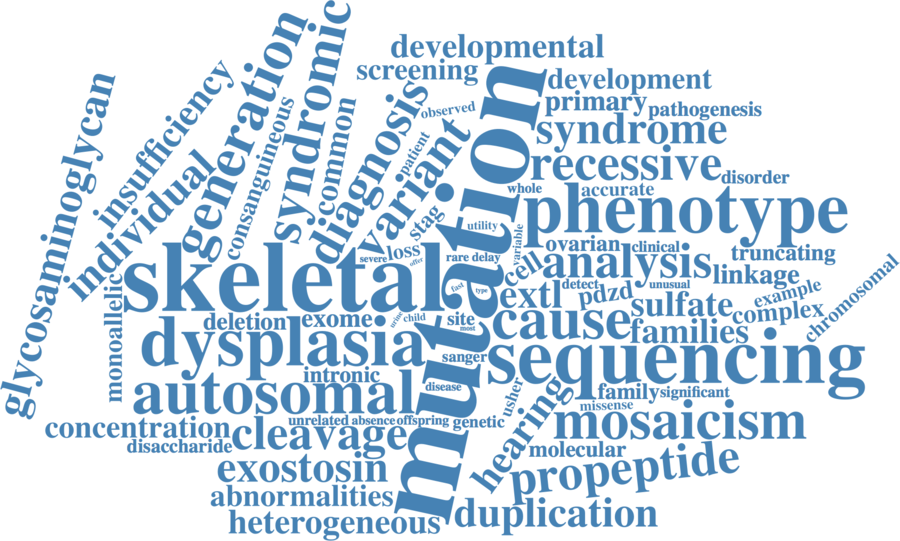 developmental
screening
development
primary
pathogenesis
syndrome
recessive
disorder
whole
accurate
phenotype
mutation
syndromic
generation
insufficiency
glycosaminoglycan
individual
consanguineous
common
diagnosis
observed
patient
variant
stag
utility
variable
ovarian
clinical
truncating
severe
loss
offer
rare
delay
cell
analysis
linkage
chromosomal
skeletal
fast
type
extl
detect
pdzd
unusual
sulfate
example
complex
monoallelic
deletion
exome
urine
child
site
most
cause
families
dysplasia
sanger
sequencing
intronic
disease
usher
family
significant
autosomal
missense
concentration
unrelated
absence
offspring
genetic
hearing
mosaicism
disaccharide
cleavage
molecular
exostosin
propeptide
abnormalities
heterogeneous
duplication